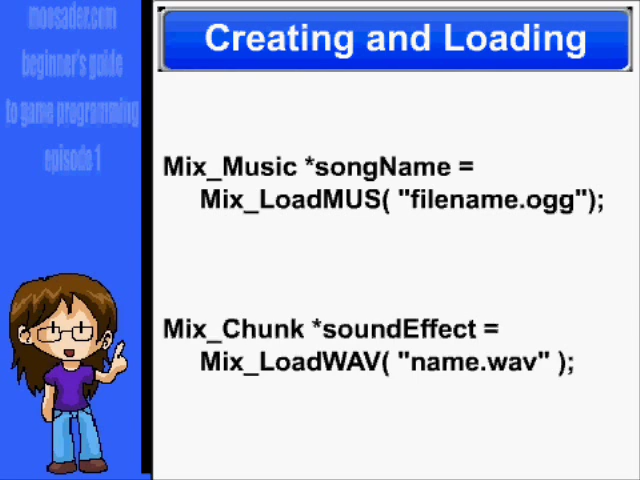 moosader.com
beginner's guide
to game programming
episode 1
Creating and Loading
Mix_Music *songName =
Mix_LoadMUS( "filename.ogg");
Mix_Chunk *soundEffect =
Mix_LoadWAV( "name.wav" );